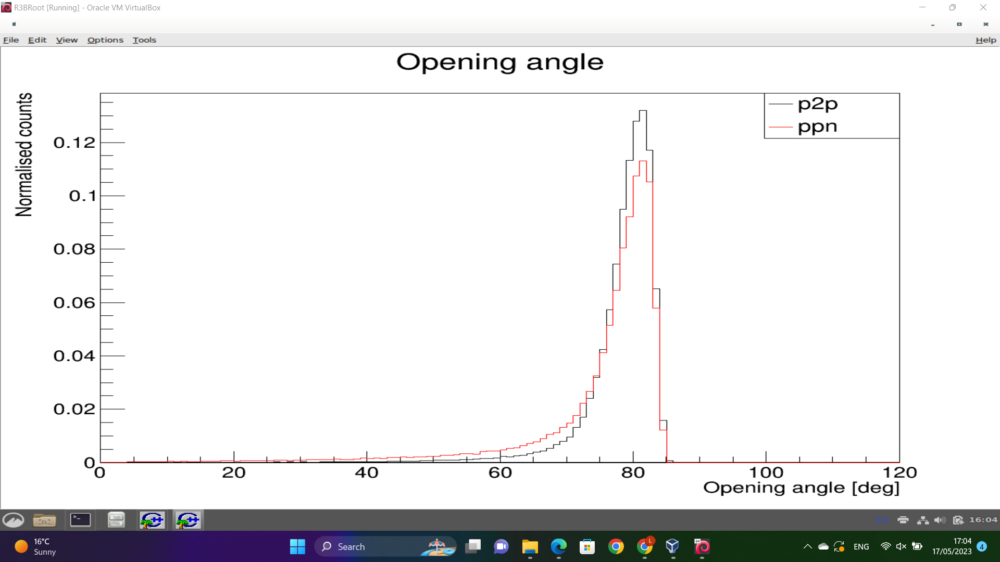 R3BRoot [Running] - Oracle VM VirtualBox
File Edit View Options Tools Help
Opening angle
Normalised counts
p2p
ppn
0.12
0.1
0.08
0.06
0.04
0.02
0
0 20 40 60 80 100 120
Opening angle [deg]
EN 16:04
16°C
Sunny
Search
64
L
ENG
17:04
17/05/2023
4